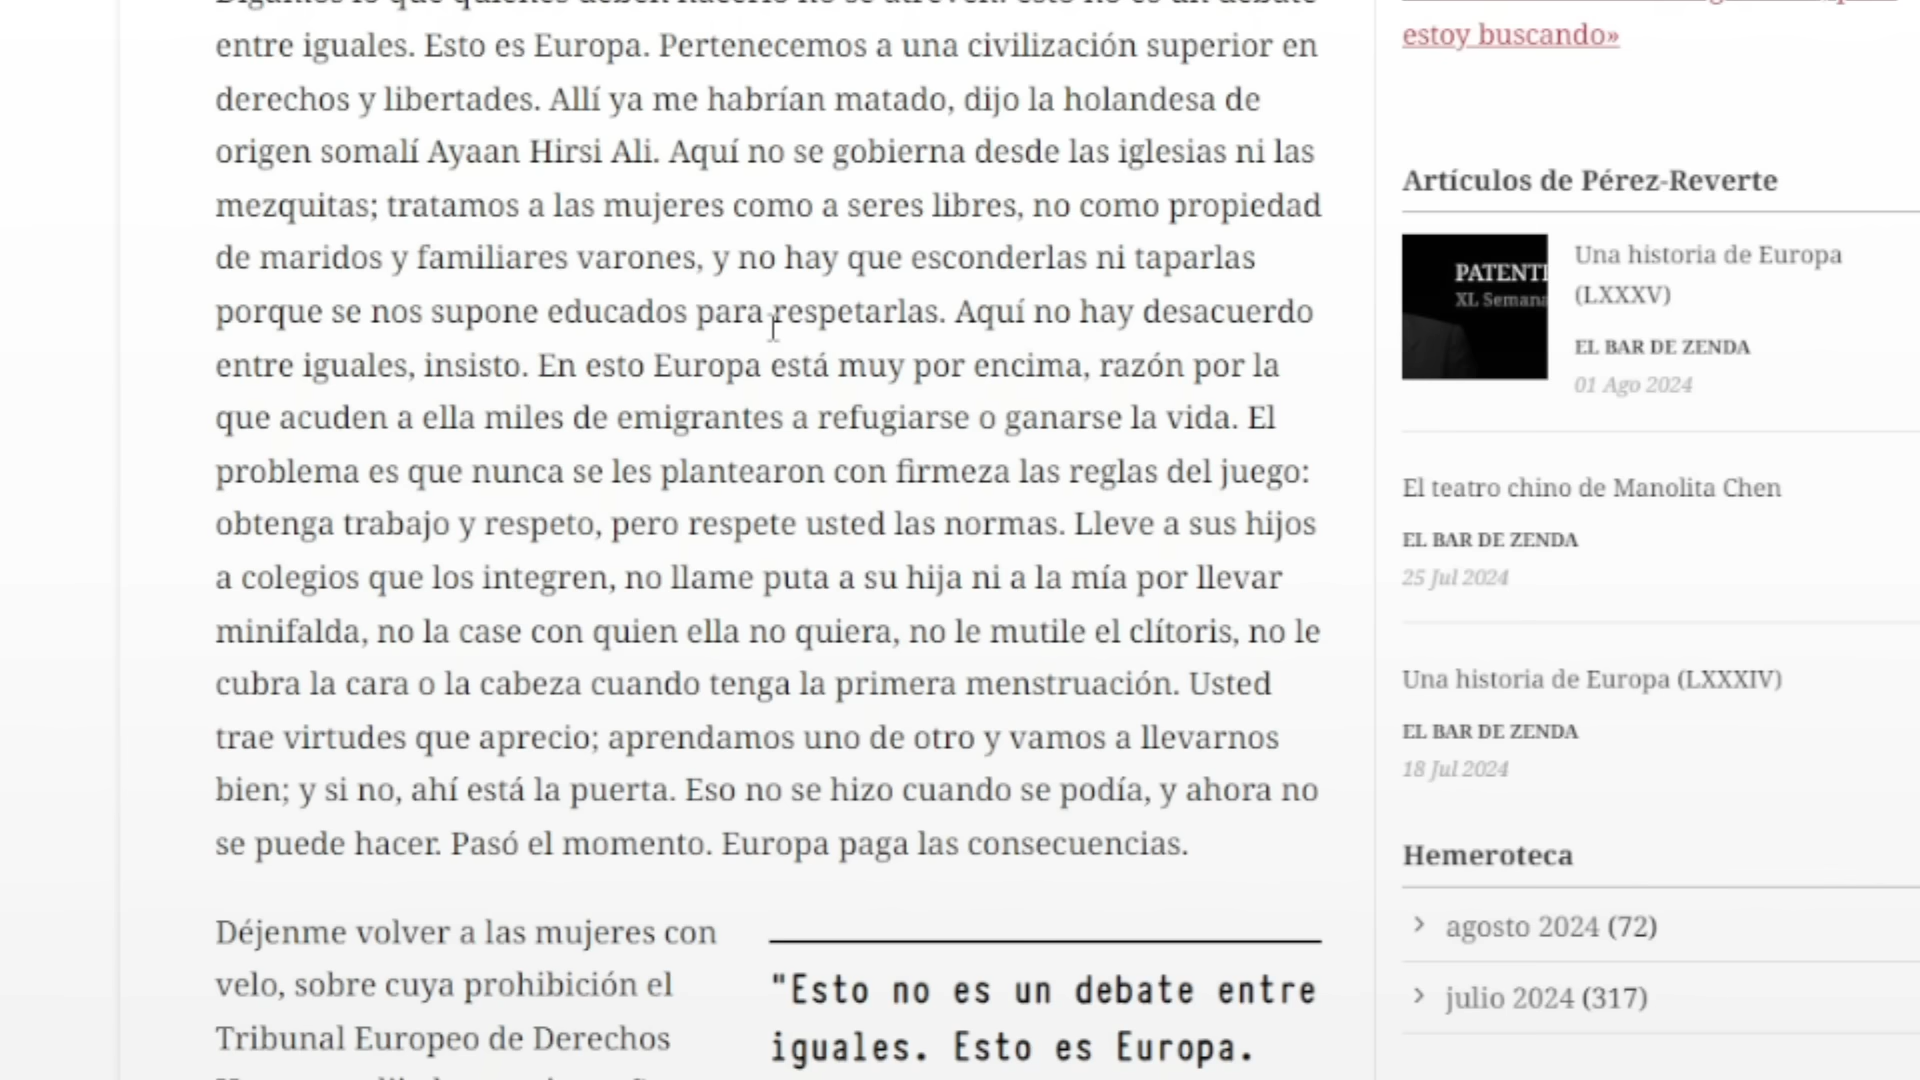 entre iguales. Esto es Europa. Pertenecemos a una civilización superior en
derechos y libertades. Allí ya me habrían matado, dijo la holandesa de
origen somalí Ayaan Hirsi Ali. Aquí no se gobierna desde las iglesias ni las
mezquitas; tratamos a las mujeres como a seres libres, no como propiedad
de maridos y familiares varones, y no hay que esconderlas ni taparlas
porque se nos supone educados para respetarlas. Aquí no hay desacuerdo
entre iguales, insisto. En esto Europa está muy por encima, razón por la
que acuden a ella miles de emigrantes a refugiarse o ganarse la vida. El
problema es que nunca se les plantearon con firmeza las reglas del juego:
obtenga trabajo y respeto, pero respete usted las normas. Lleve a sus hijos
a colegios que los integren, no llame puta a su hija ni a la mía por llevar
minifalda, no la case con quien ella no quiera, no le mutile el clítoris, no le
cubra la cara o la cabeza cuando tenga la primera menstruación. Usted
trae virtudes que aprecio; aprendamos uno de otro y vamos a llevarnos
bien; y si no, ahí está la puerta. Eso no se hizo cuando se podía, y ahora no
se puede hacer. Pasó el momento. Europa paga las consecuencias.
Déjenme volver a las mujeres con
velo, sobre cuya prohibición el
Tribunal Europeo de Derechos
"Esto no es un debate entre
iguales. Esto es Europa.
estoy buscando»
Artículos de Pérez-Reverte
PATENT
XL Semana
Una historia de Europa
(LXXXV)
EL BAR DE ZENDA
01 Ago 2024
El teatro chino de Manolita Chen
EL BAR DE ZENDA
25 Jul 2024
Una historia de Europa (LXXXIV)
EL BAR DE ZENDA
18 Jul 2024
Hemeroteca
agosto 2024 (72)
julio 2024 (317)